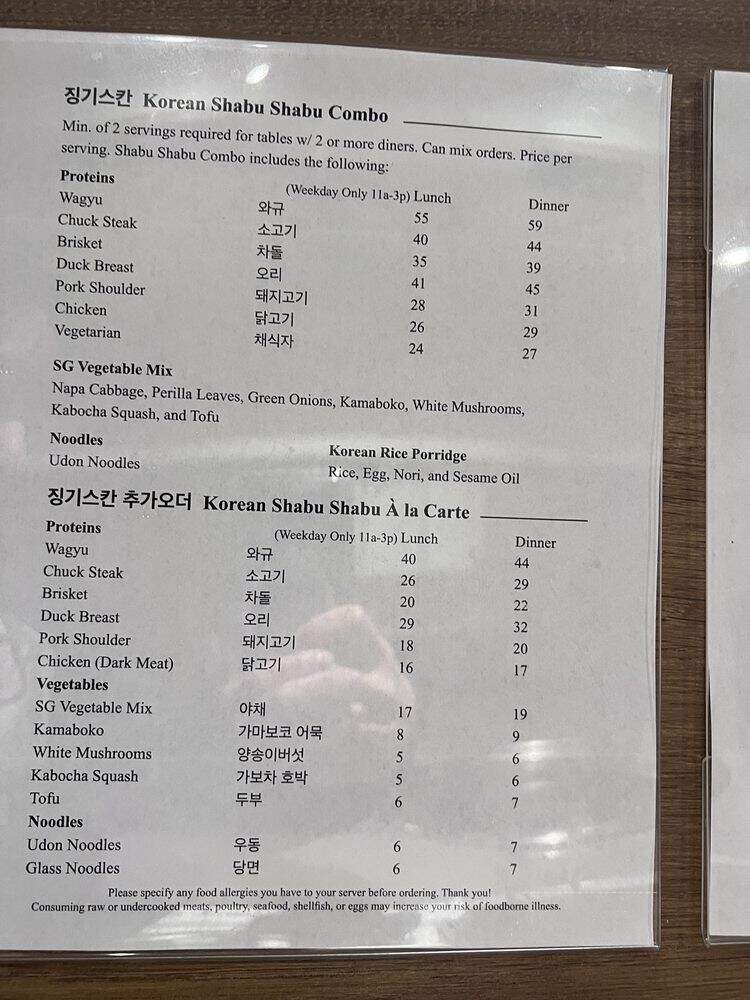 징기스칸 Korean Shabu Shabu Combo
Min. of 2 servings required for tables w/ 2 or more diners. Can mix orders. Price per
serving. Shabu Shabu Combo includes the following:
Proteins (Weekday Only 11a-3p) Lunch Dinner
Wagyu 와규 55 59
Chuck Steak 소고기 40 44
Brisket 차돌 35 39
Duck Breast 오리 41 45
Pork Shoulder 돼지고기 28 31
Chicken 닭고기 26 29
Vegetarian 채식자 24 27
SG Vegetable Mix
Napa Cabbage, Perilla Leaves, Green Onions, Kamaboko, White Mushrooms,
Kabocha Squash, and Tofu
Noodles Korean Rice Porridge
Udon Noodles Rice, Egg, Nori, and Sesame Oil
징기스칸 추가오더 Korean Shabu Shabu À la Carte
Proteins (Weekday Only 11a-3p) Lunch Dinner
Wagyu 와규 40 44
Chuck Steak 소고기 26 29
Brisket 차돌 20 22
Duck Breast 오리 29 32
Pork Shoulder 돼지고기 18 20
Chicken (Dark Meat) 닭고기 16 17
Vegetables
SG Vegetable Mix 야채 17 19
Kamaboko 가마보코 어묵 8 9
White Mushrooms 양송이버섯 5 6
Kabocha Squash 가보차 호박 5 6
Tofu 두부 6 7
Noodles
Udon Noodles 우동 6 7
Glass Noodles 당면 6 7
Please specify any food allergies you have to your server before ordering. Thank you!
Consuming raw or undercooked meats, poultry, seafood, shellfish, or eggs may increase your risk of foodborne illness.